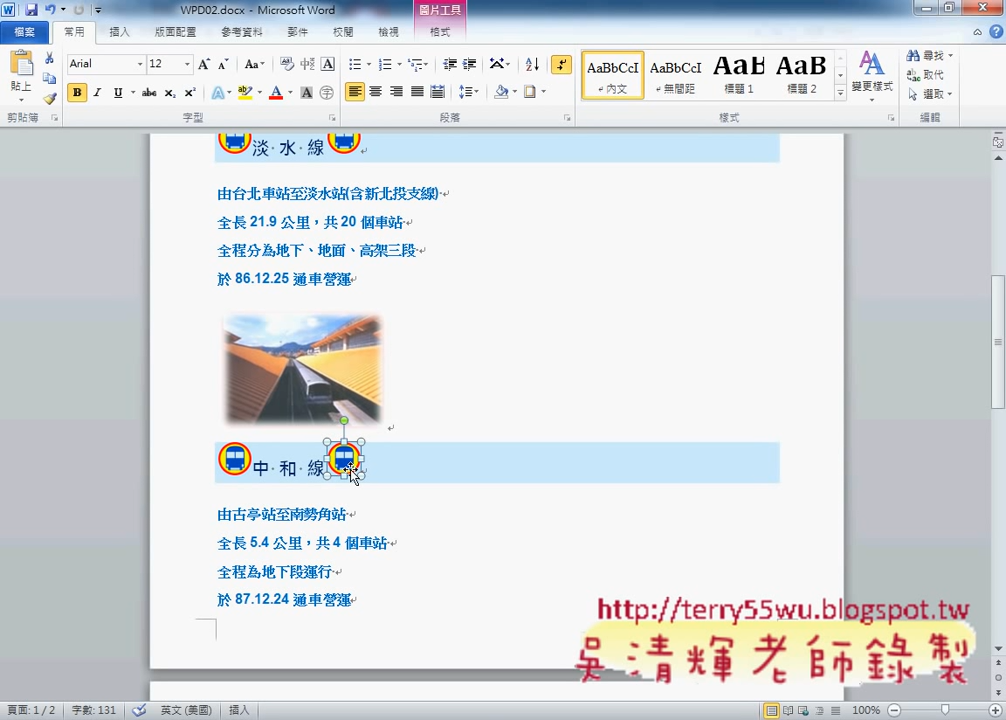 WPD02.docx - Microsoft Word
圖片工具
檔案
常用
插入
版面配置
參考資料
郵件
校閱
檢視
格式
貼上
Arial
12
B I U abc x₂ x²
AaBbCcI
AaBbCcI
AaB
AaBb
內文
無間距
標題 1
標題 2
變更樣式
尋找
取代
選取
剪貼簿
字型
段落
樣式
編輯
淡 水 線
由台北車站至淡水站(含新北投支線)
全長 21.9 公里，共 20 個車站
全程分為地下、地面、高架三段
於 86.12.25 通車營運
中 和 線
由古亭站至南勢角站
全長 5.4 公里，共 4 個車站
全程為地下段運行
於 87.12.24 通車營運
http://terry55wu.blogspot.tw
吳清輝老師錄製
頁面: 1 / 2
字數: 131
英文 (美國)
插入
100%